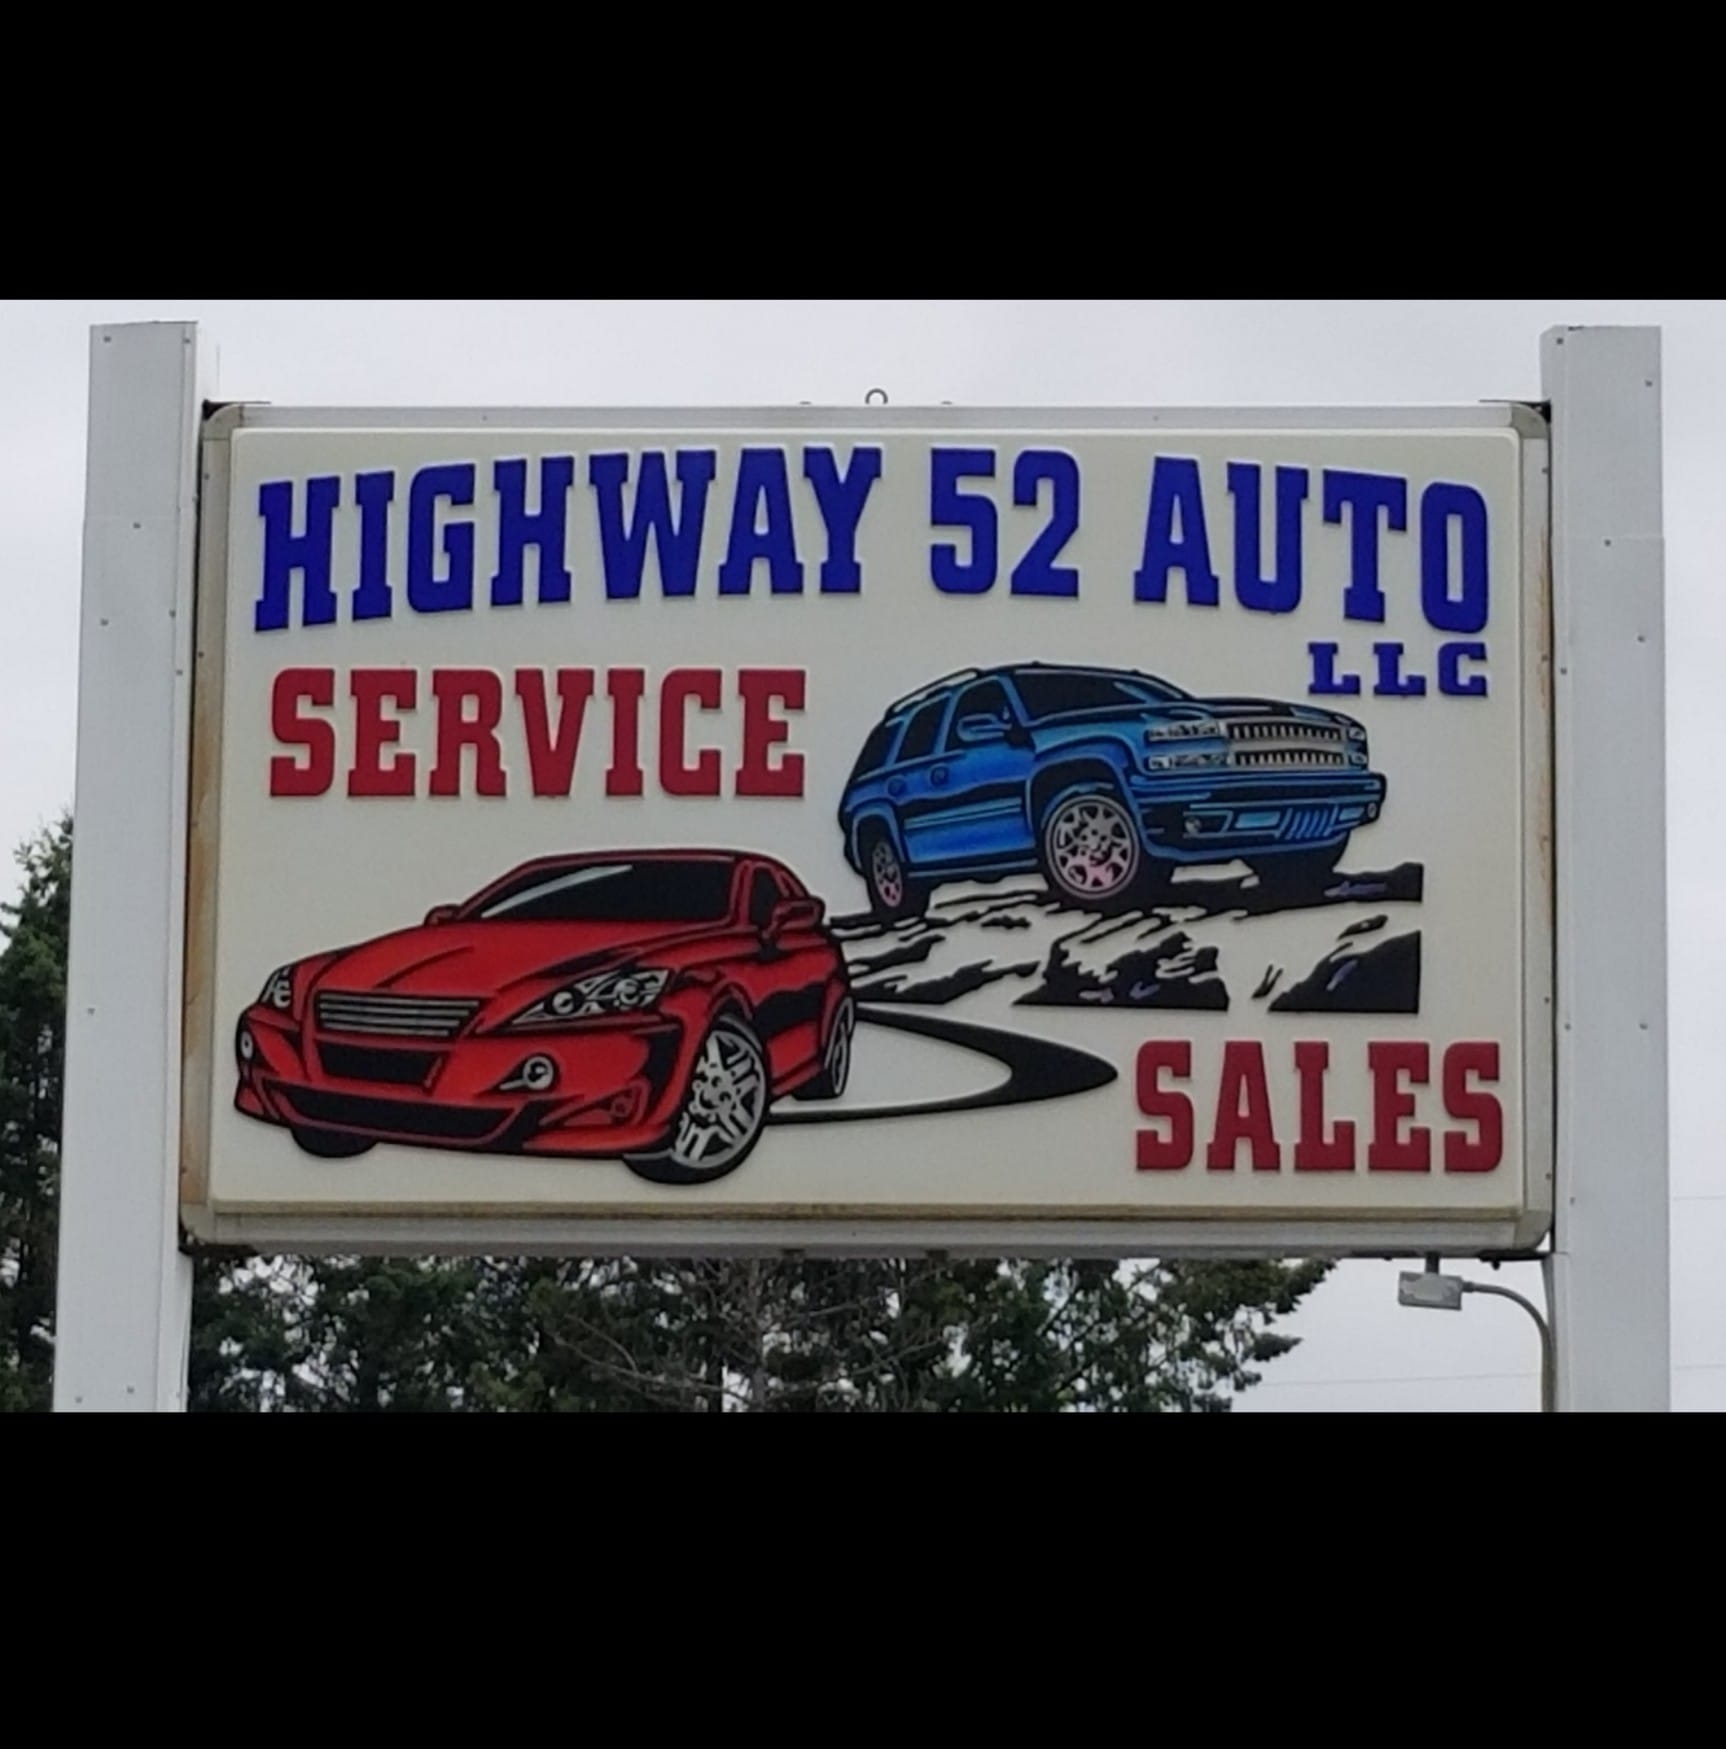 HIGHWAY 52 AUTO
LLC
SERVICE
SALES